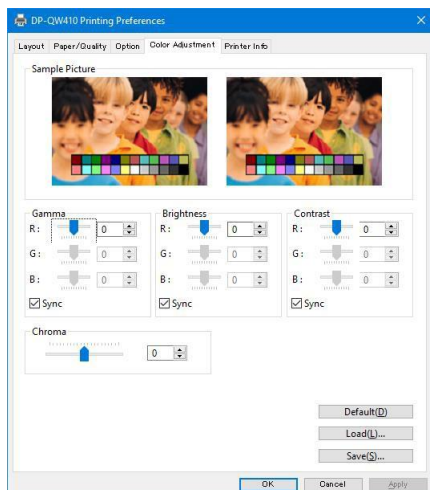 DP-QW410 Printing Preferences
Layout Paper/Quality Option Color Adjustment Printer Info
Sample Picture
Gamma Brightness Contrast
R: 0 R: 0 R: 0
G: 0 G: 0 G: 0
B: 0 B: 0 B: 0
Sync Sync Sync
Chroma
0
Default(D)
Load(L)...
Save(S)...
OK Cancel Apply